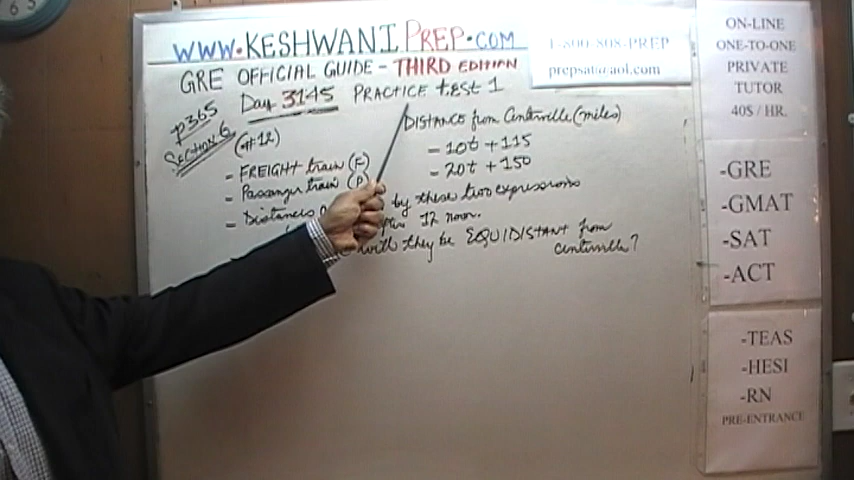 WWW.KESHWANIPREP.COM
1-800-808-PREP
prepsat@aol.com
GRE OFFICIAL GUIDE - THIRD EDITION
p365
Day 3145 PRACTICE test 1
SECTION 6
(#12)
DISTANCE from Centerville (miles)
- FREIGHT train (F) - 10t + 115
- Passenger train (P) - 20t + 150
- Distances by these two expressions
12 noon.
will they be EQUIDISTANT from
Centerville?
ON-LINE
ONE-TO-ONE
PRIVATE
TUTOR
40$ / HR.
-GRE
-GMAT
-SAT
-ACT
-TEAS
-HESI
-RN
PRE-ENTRANCE